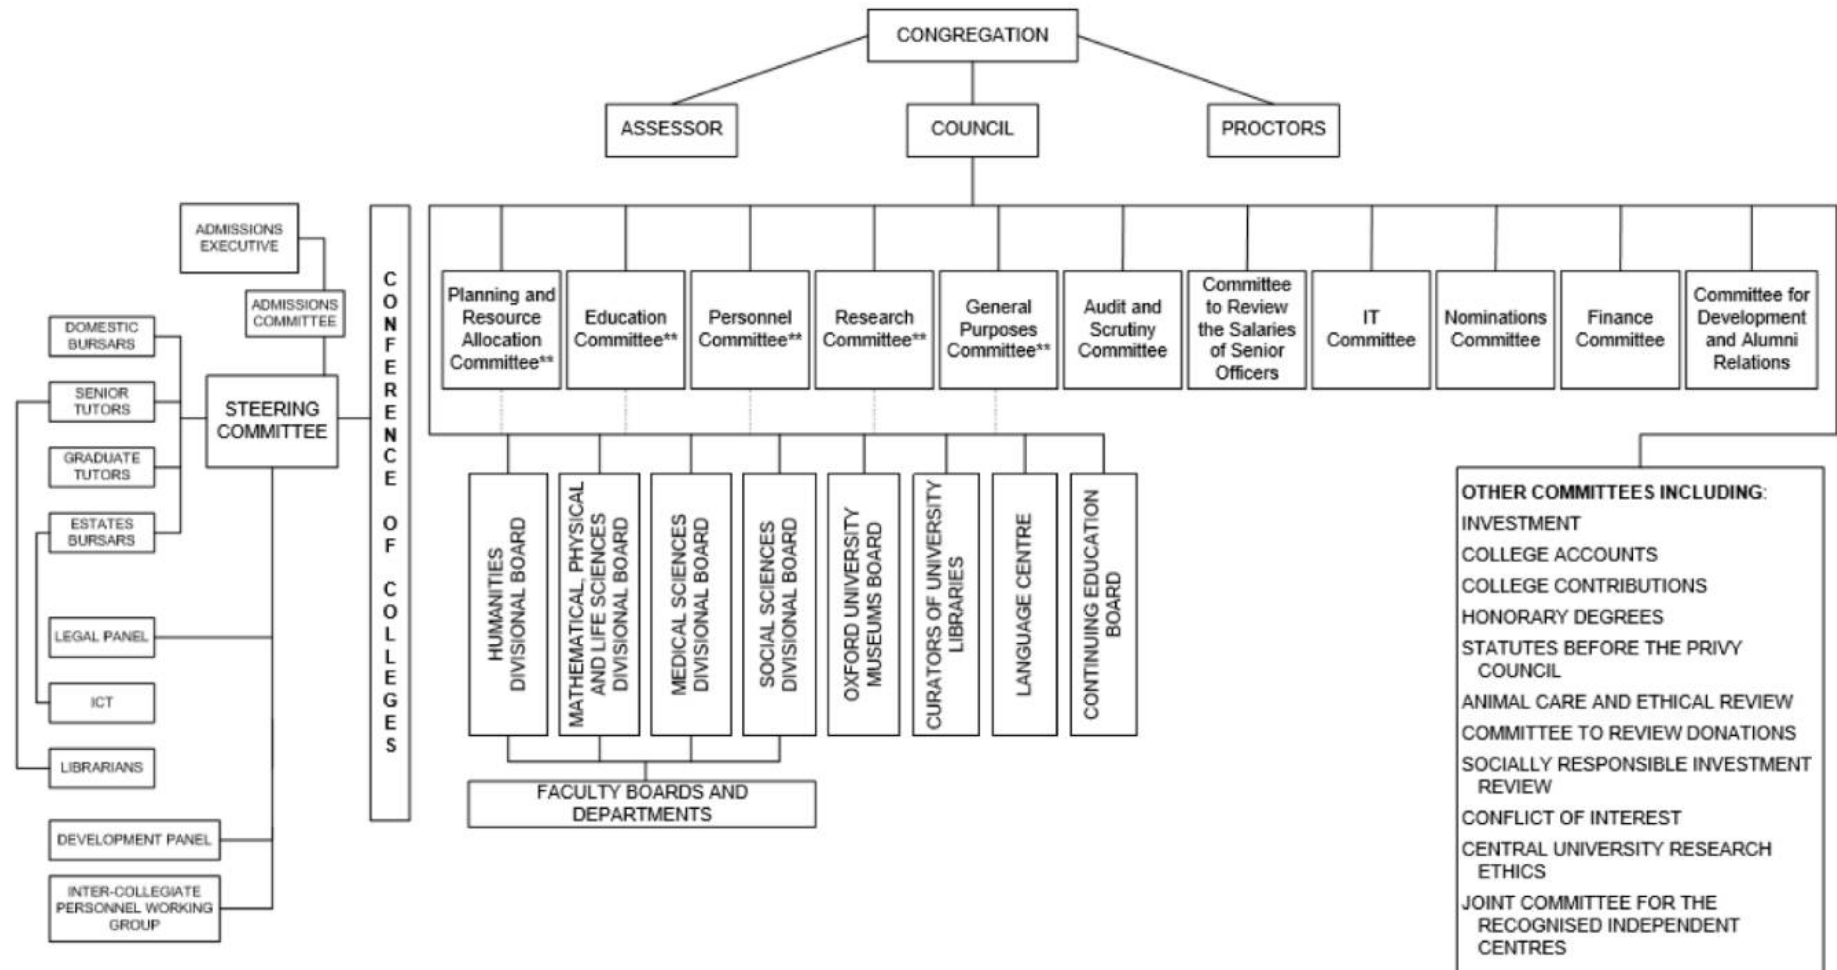 CONGREGATION
ASSESSOR
COUNCIL
PROCTORS
ADMISSIONS
EXECUTIVE
ADMISSIONS
COMMITTEE
DOMESTIC
BURSARS
SENIOR
TUTORS
GRADUATE
TUTORS
ESTATES
BURSARS
LEGAL PANEL
ICT
LIBRARIANS
DEVELOPMENT PANEL
INTER-COLLEGIATE
PERSONNEL WORKING
GROUP
STEERING
COMMITTEE
CONFERENCE OF COLLEGES
Planning and
Resource
Allocation
Committee**
Education
Committee**
Personnel
Committee**
Research
Committee**
General
Purposes
Committee**
Audit and
Scrutiny
Committee
Committee
to Review
the Salaries
of Senior
Officers
IT
Committee
Nominations
Committee
Finance
Committee
Committee for
Development
and Alumni
Relations
HUMANITIES
DIVISIONAL BOARD
MATHEMATICAL, PHYSICAL
AND LIFE SCIENCES
DIVISIONAL BOARD
MEDICAL SCIENCES
DIVISIONAL BOARD
SOCIAL SCIENCES
DIVISIONAL BOARD
OXFORD UNIVERSITY
MUSEUMS BOARD
CURATORS OF UNIVERSITY
LIBRARIES
LANGUAGE CENTRE
CONTINUING EDUCATION
BOARD
FACULTY BOARDS AND
DEPARTMENTS
OTHER COMMITTEES INCLUDING:
INVESTMENT
COLLEGE ACCOUNTS
COLLEGE CONTRIBUTIONS
HONORARY DEGREES
STATUTES BEFORE THE PRIVY
COUNCIL
ANIMAL CARE AND ETHICAL REVIEW
COMMITTEE TO REVIEW DONATIONS
SOCIALLY RESPONSIBLE INVESTMENT
REVIEW
CONFLICT OF INTEREST
CENTRAL UNIVERSITY RESEARCH
ETHICS
JOINT COMMITTEE FOR THE
RECOGNISED INDEPENDENT
CENTRES